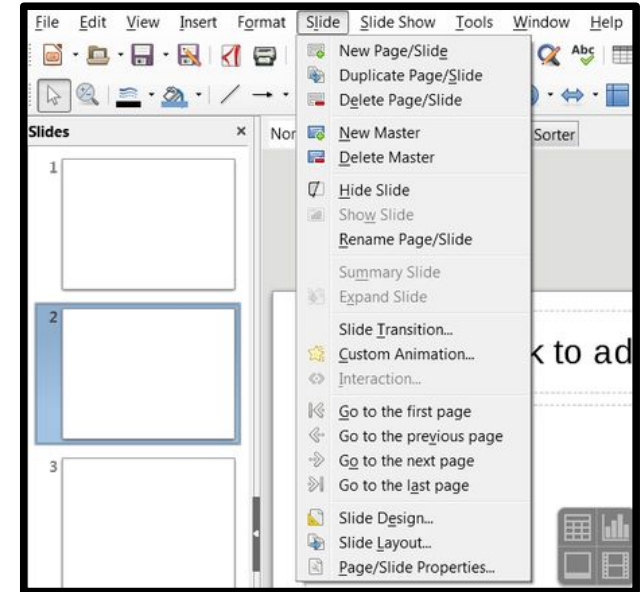 File Edit View Insert Format Slide Slide Show Tools Window Help
Abc
Slides
Nor
Sorter
1
2
3
New Page/Slide
Duplicate Page/Slide
Delete Page/Slide
New Master
Delete Master
Hide Slide
Show Slide
Rename Page/Slide
Summary Slide
Expand Slide
Slide Transition...
Custom Animation...
Interaction...
Go to the first page
Go to the previous page
Go to the next page
Go to the last page
Slide Design...
Slide Layout...
Page/Slide Properties...
k to ad